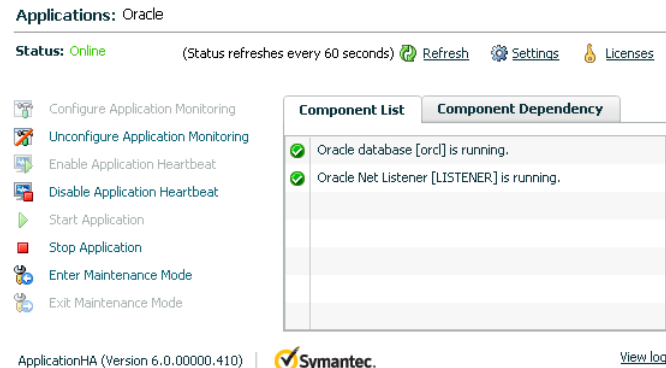 Applications: Oracle
Status: Online (Status refreshes every 60 seconds) Refresh Settings Licenses
Configure Application Monitoring
Unconfigure Application Monitoring
Enable Application Heartbeat
Disable Application Heartbeat
Start Application
Stop Application
Enter Maintenance Mode
Exit Maintenance Mode
Component List Component Dependency
Oracle database [orcl] is running.
Oracle Net Listener [LISTENER] is running.
ApplicationHA (Version 6.0.00000.410) Symantec. View log